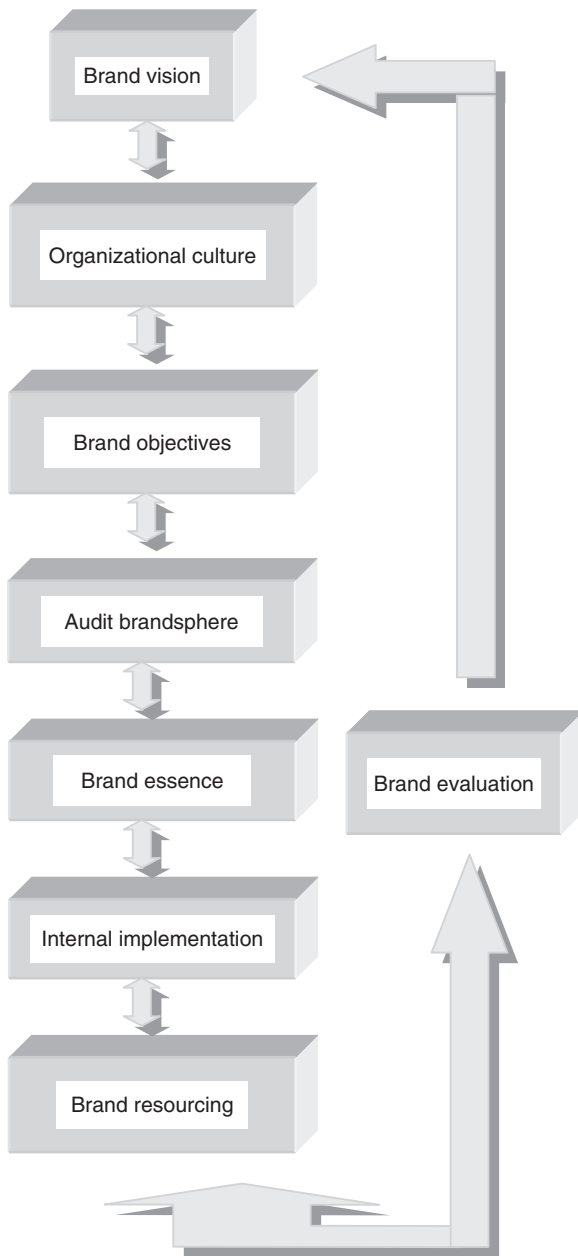 Brand vision
Organizational culture
Brand objectives
Audit brandsphere
Brand essence
Brand evaluation
Internal implementation
Brand resourcing